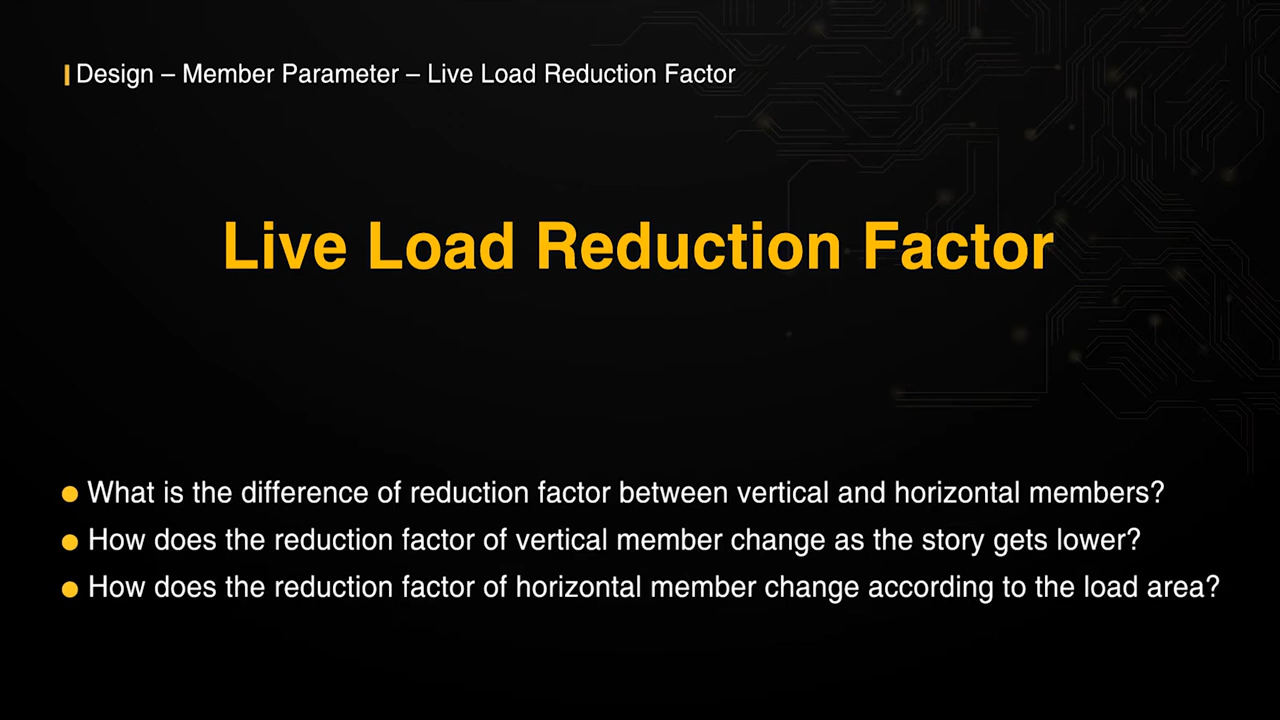 Design – Member Parameter – Live Load Reduction Factor
Live Load Reduction Factor
What is the difference of reduction factor between vertical and horizontal members?
How does the reduction factor of vertical member change as the story gets lower?
How does the reduction factor of horizontal member change according to the load area?